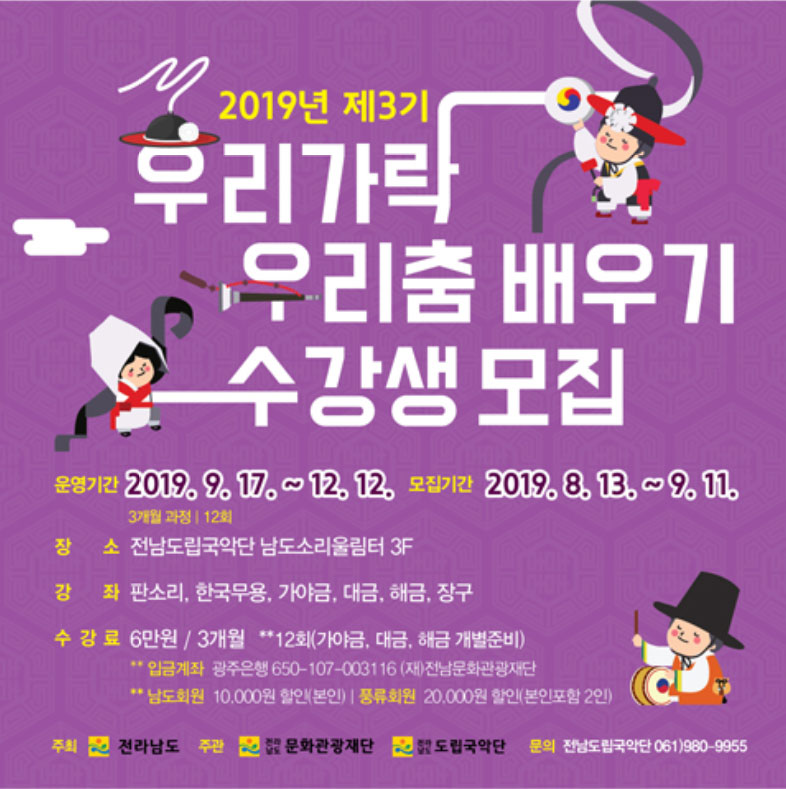 2019년 제3기
우리가락
우리춤 배우기
수강생 모집
운영기간 2019. 9. 17. ~ 12. 12. 모집기간 2019. 8. 13. ~ 9. 11.
3개월 과정 | 12회
장 소 전남도립국악단 남도소리울림터 3F
강 좌 판소리, 한국무용, 가야금, 대금, 해금, 장구
수 강 료 6만원 / 3개월 **12회(가야금, 대금, 해금 개별준비)
** 입금계좌 광주은행 650-107-003116 (재)전남문화관광재단
** 남도회원 10,000원 할인(본인) | 풍류회원 20,000원 할인(본인포함 2인)
주최 전라남도 주관 전라남도 문화관광재단 전라남도 도립국악단 문의 전남도립국악단 061)980-9955